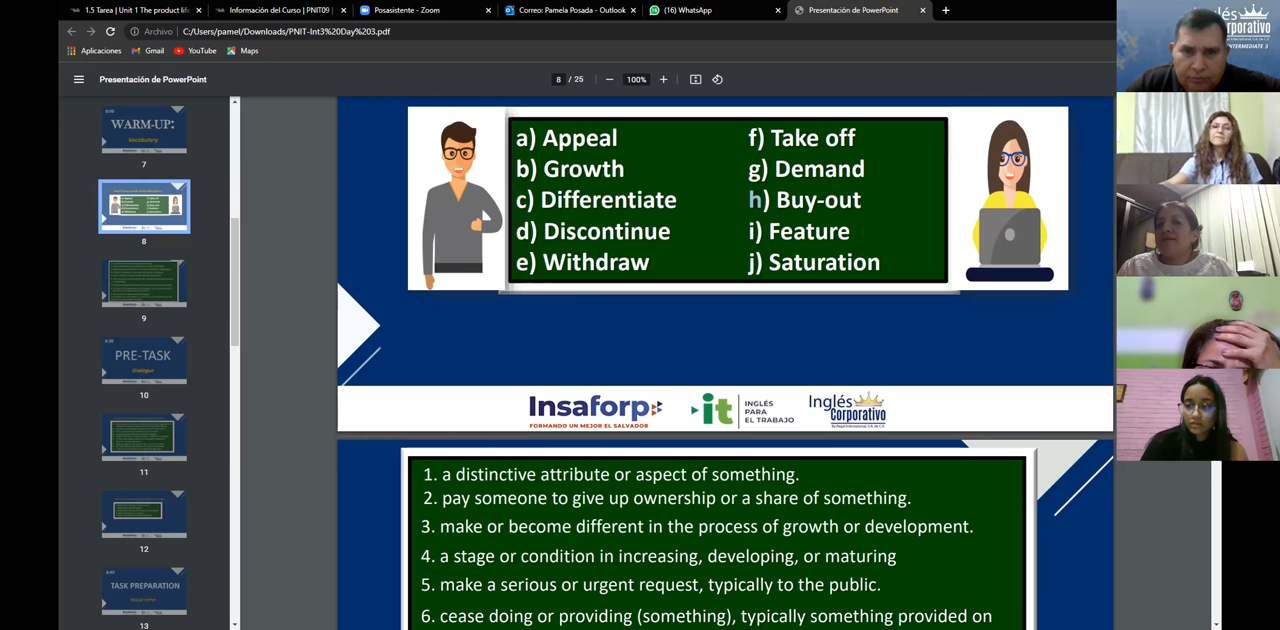 1.5 Tarea | Unit 1 The product life
Información del Curso | PNIT09
Posasistente - Zoom
Correo: Pamela Posada - Outlook
(16) WhatsApp
Presentación de PowerPoint
Archivo | C:/Users/pamel/Downloads/PNIT-Int3%20Day%203.pdf
Aplicaciones Gmail YouTube Maps
Presentación de PowerPoint
8 / 25
100%
WARM-UP:
Vocabulary
7
8
9
PRE-TASK
Dialogue
10
11
12
TASK PREPARATION
13
a) Appeal
b) Growth
c) Differentiate
d) Discontinue
e) Withdraw
f) Take off
g) Demand
h) Buy-out
i) Feature
j) Saturation
Insaforp
FORMANDO UN MEJOR EL SALVADOR
it
INGLÉS
PARA
EL TRABAJO
Inglés
Corporativo
1. a distinctive attribute or aspect of something.
2. pay someone to give up ownership or a share of something.
3. make or become different in the process of growth or development.
4. a stage or condition in increasing, developing, or maturing
5. make a serious or urgent request, typically to the public.
6. cease doing or providing (something), typically something provided on
nglés
rporativo
INTERMEDIATE 3